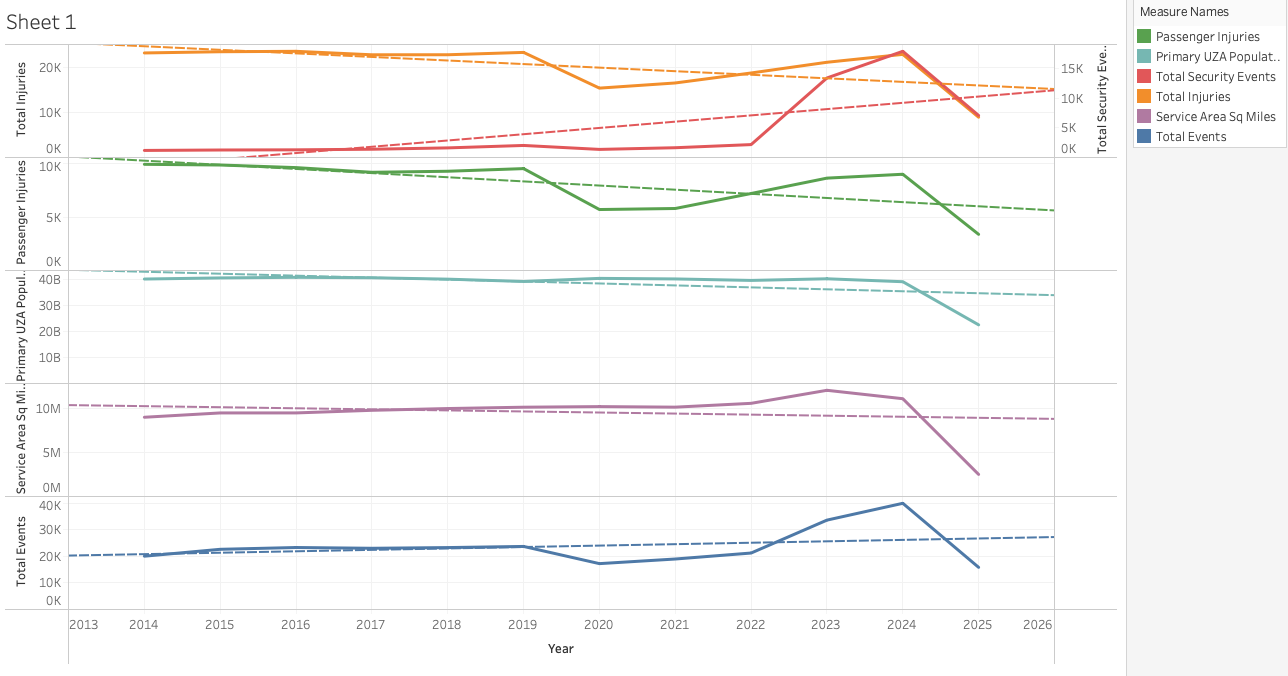 Sheet 1
Measure Names
Passenger Injuries
Primary UZA Populat..
Total Security Events
Total Injuries
Service Area Sq Miles
Total Events
Total Injuries
20K
10K
0K
Total Security Eve..
15K
10K
5K
0K
Passenger Injuries
10K
5K
0K
Primary UZA Popul..
40B
30B
20B
10B
Service Area Sq Mi..
10M
5M
0M
Total Events
40K
30K
20K
10K
0K
2013 2014 2015 2016 2017 2018 2019 2020 2021 2022 2023 2024 2025 2026
Year